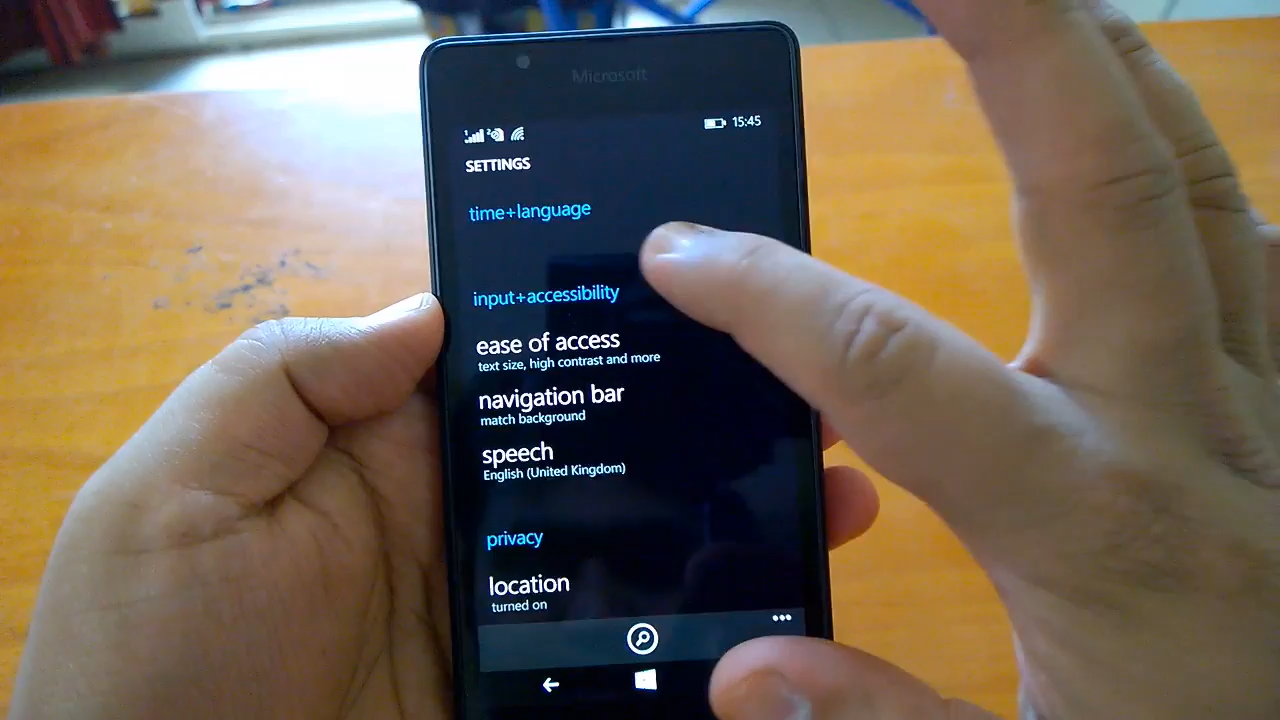 Microsoft
15:45
SETTINGS
time+language
input+accessibility
ease of access
text size, high contrast and more
navigation bar
match background
speech
English (United Kingdom)
privacy
location
turned on